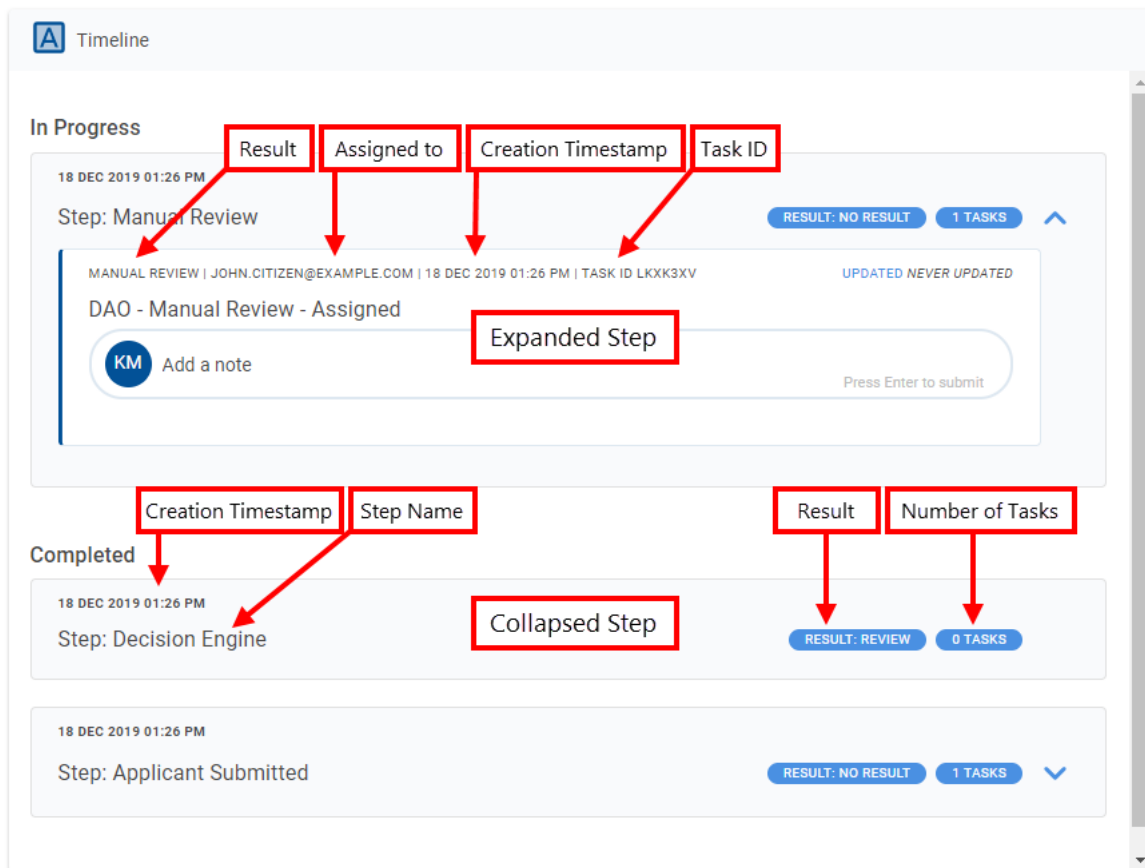 A Timeline
In Progress
Result Assigned to Creation Timestamp Task ID
18 DEC 2019 01:26 PM
Step: Manual Review RESULT: NO RESULT 1 TASKS
MANUAL REVIEW | JOHN.CITIZEN@EXAMPLE.COM | 18 DEC 2019 01:26 PM | TASK ID LKXK3XV UPDATED NEVER UPDATED
DAO - Manual Review - Assigned
Expanded Step
KM Add a note
Press Enter to submit
Creation Timestamp Step Name Result Number of Tasks
Completed
18 DEC 2019 01:26 PM
Collapsed Step
Step: Decision Engine RESULT: REVIEW 0 TASKS
18 DEC 2019 01:26 PM
Step: Applicant Submitted RESULT: NO RESULT 1 TASKS